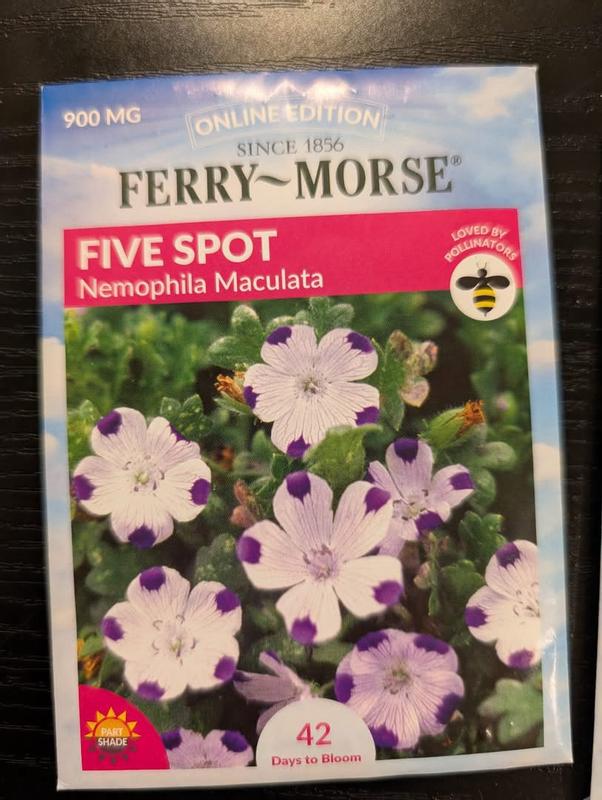 900 MG
ONLINE EDITION
SINCE 1856
FERRY~MORSE®
FIVE SPOT
Nemophila Maculata
LOVED BY
POLLINATORS
PART
SHADE
42
Days to Bloom